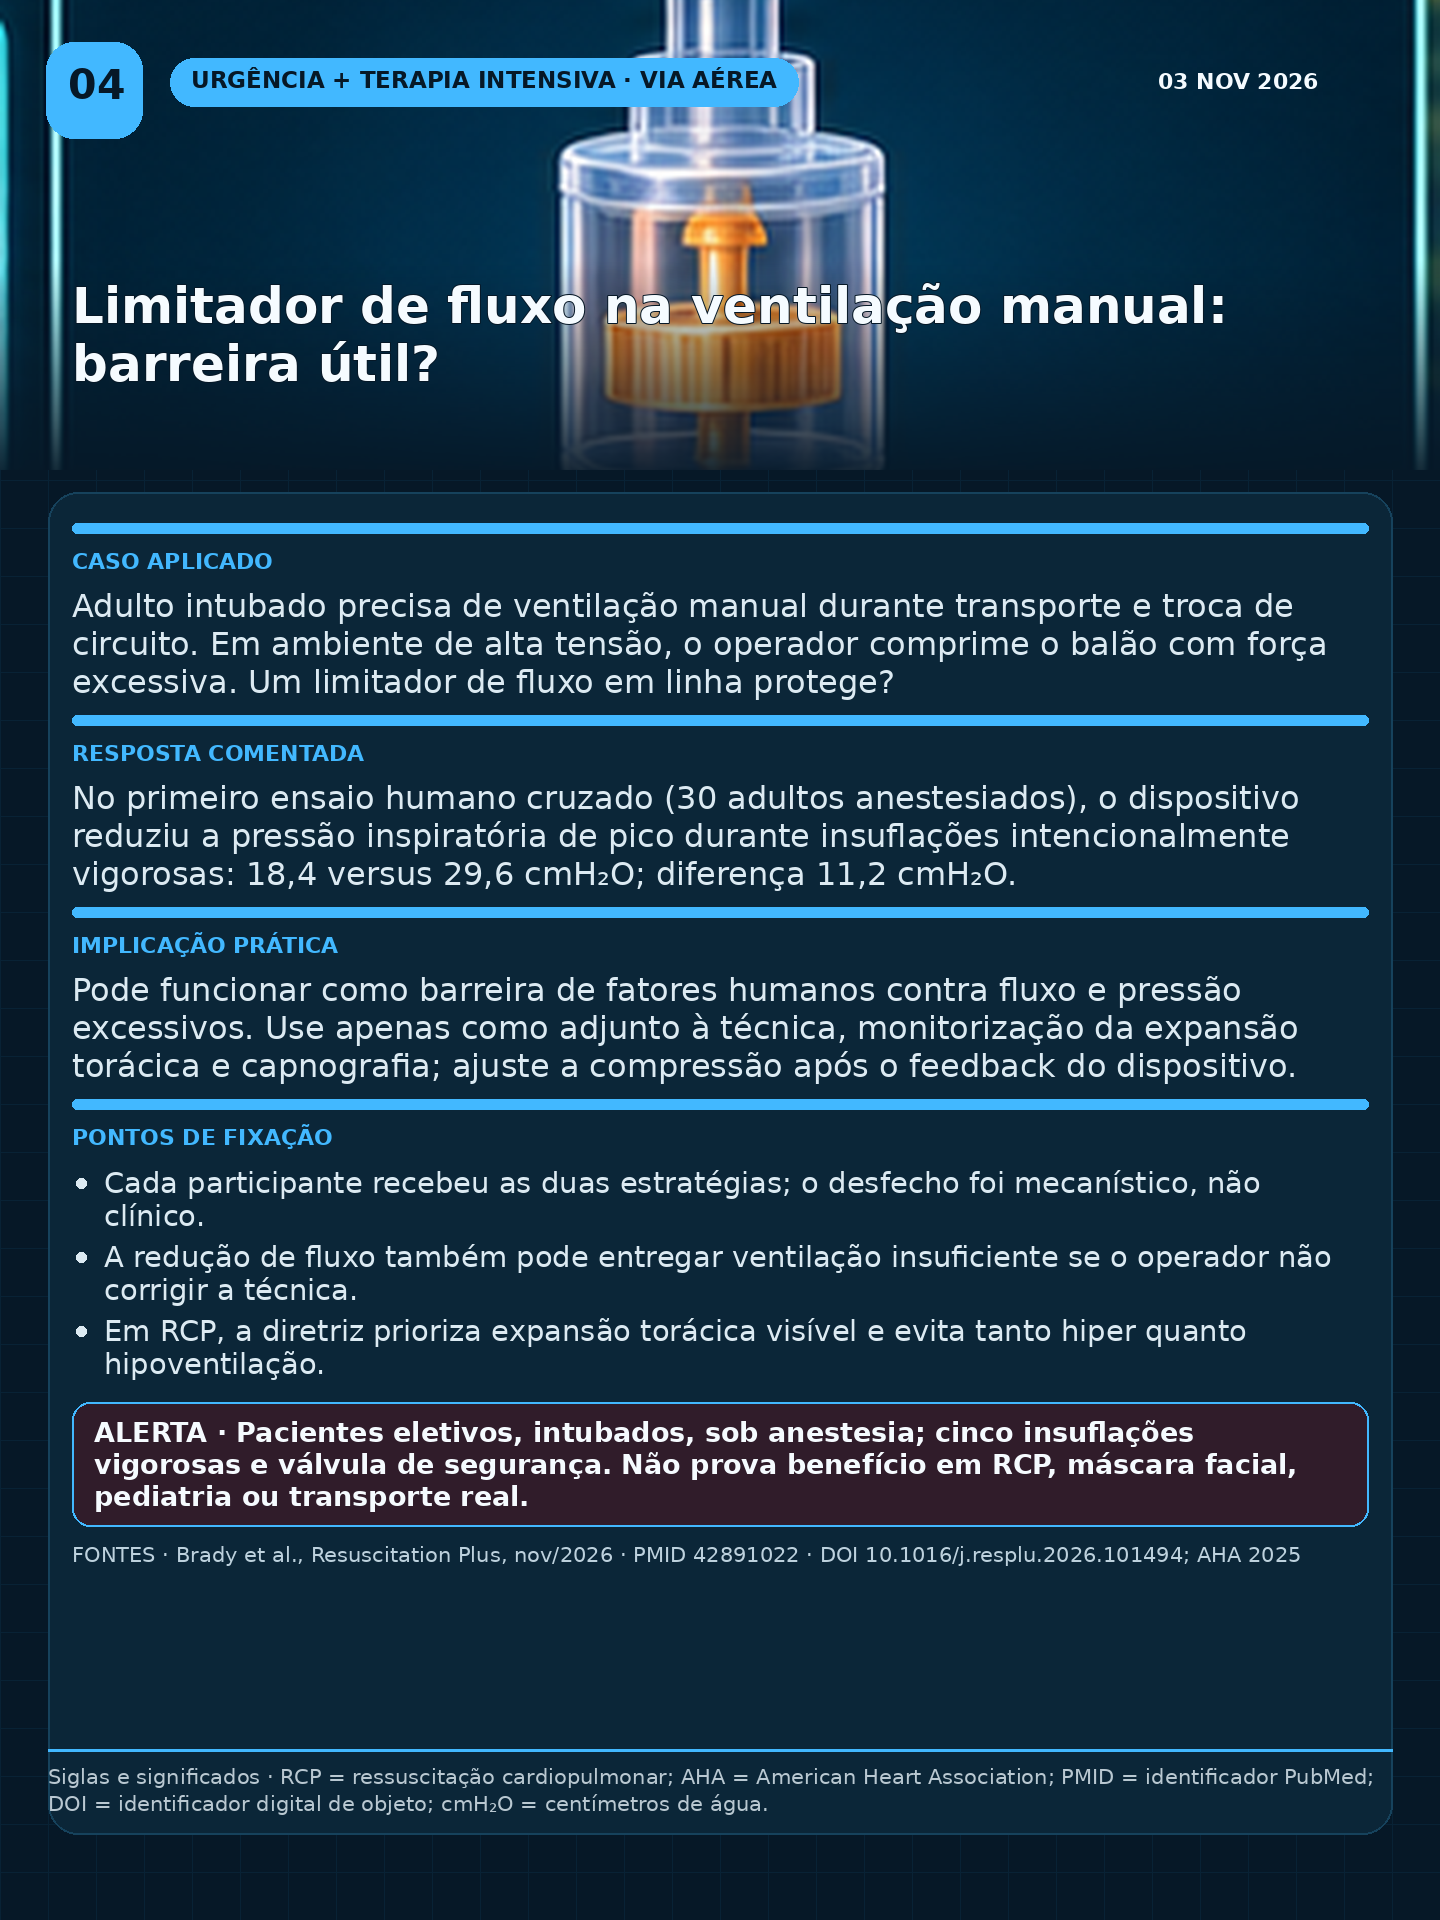 04
URGÊNCIA + TERAPIA INTENSIVA · VIA AÉREA
03 NOV 2026
Limitador de fluxo na ventilação manual:
barreira útil?
CASO APLICADO
Adulto intubado precisa de ventilação manual durante transporte e troca de
circuito. Em ambiente de alta tensão, o operador comprime o balão com força
excessiva. Um limitador de fluxo em linha protege?
RESPOSTA COMENTADA
No primeiro ensaio humano cruzado (30 adultos anestesiados), o dispositivo
reduziu a pressão inspiratória de pico durante insuflações intencionalmente
vigorosas: 18,4 versus 29,6 cmH₂O; diferença 11,2 cmH₂O.
IMPLICAÇÃO PRÁTICA
Pode funcionar como barreira de fatores humanos contra fluxo e pressão
excessivos. Use apenas como adjunto à técnica, monitorização da expansão
torácica e capnografia; ajuste a compressão após o feedback do dispositivo.
PONTOS DE FIXAÇÃO
• Cada participante recebeu as duas estratégias; o desfecho foi mecanístico, não
clínico.
• A redução de fluxo também pode entregar ventilação insuficiente se o operador não
corrigir a técnica.
• Em RCP, a diretriz prioriza expansão torácica visível e evita tanto hiper quanto
hipoventilação.
ALERTA · Pacientes eletivos, intubados, sob anestesia; cinco insuflações
vigorosas e válvula de segurança. Não prova benefício em RCP, máscara facial,
pediatria ou transporte real.
FONTES · Brady et al., Resuscitation Plus, nov/2026 · PMID 42891022 · DOI 10.1016/j.resplu.2026.101494; AHA 2025
Siglas e significados · RCP = ressuscitação cardiopulmonar; AHA = American Heart Association; PMID = identificador PubMed;
DOI = identificador digital de objeto; cmH₂O = centímetros de água.